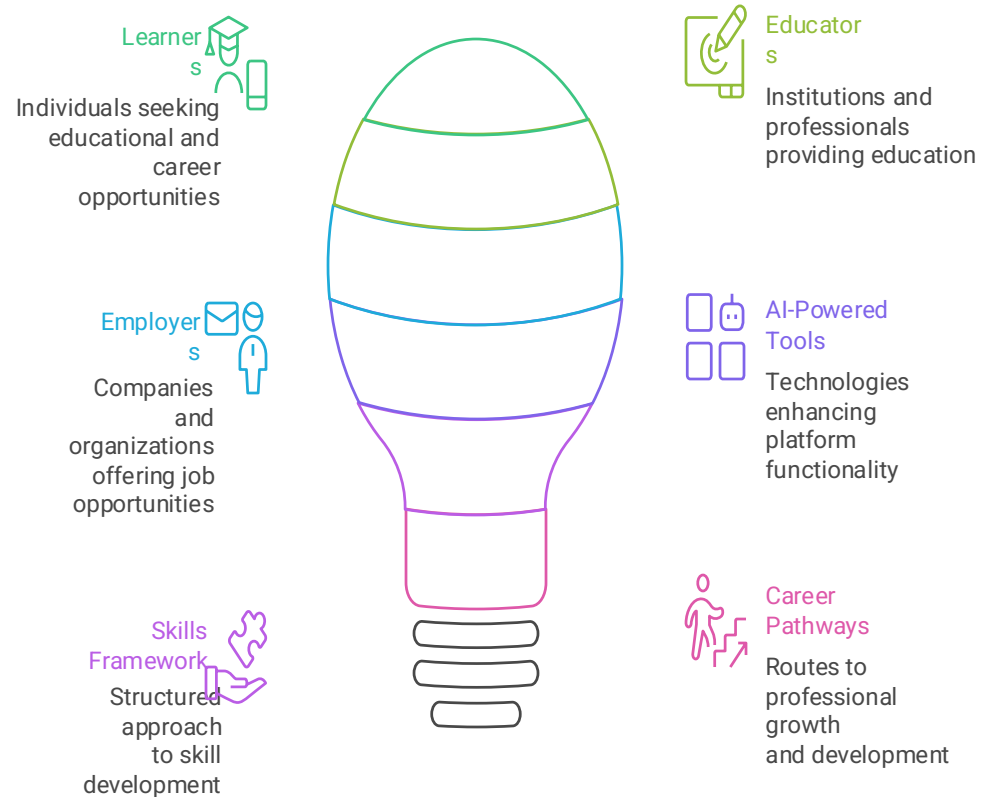 Learner
s
Individuals seeking
educational and
career
opportunities
Educator
s
Institutions and
professionals
providing education
Employer
s
Companies
and
organizations
offering job
opportunities
AI-Powered
Tools
Technologies
enhancing
platform
functionality
Skills
Framework
Structured
approach
to skill
development
Career
Pathways
Routes to
professional
growth
and development